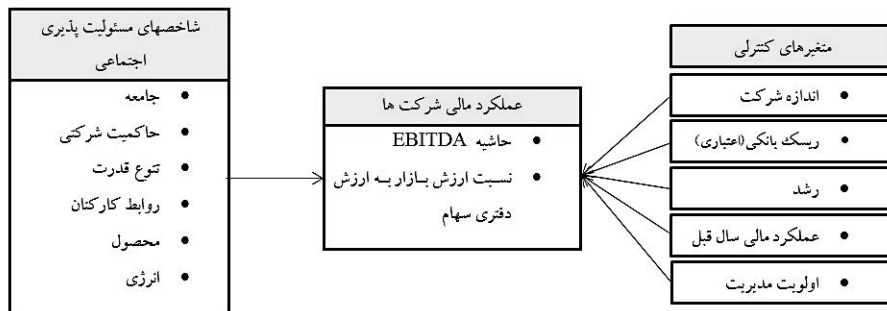 شاخصهای مسئولیت پذیری
اجتماعی
• جامعه
• حاکمیت شرکتی
• تنوع قدرت
• روابط کارکنان
• محصول
• انرژی
عملکرد مالی شرکت ها
• حاشیه EBITDA
• نسبت ارزش بازار به ارزش
دفتری سهام
متغیرهای کنترلی
• اندازه شرکت
• ریسک بانکی(اعتباری)
• رشد
• عملکرد مالی سال قبل
• اولویت مدیریت